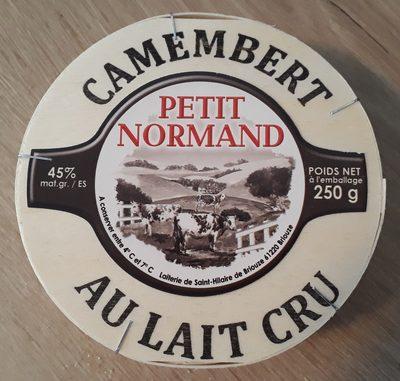 CAMEMBERT
PETIT
NORMAND
45%
mat.gr. / ES
POIDS NET
à l'emballage
250 g
A conserver entre 4° C et 7° C
Laiterie de Saint-Hilaire de Briouze 61220 Briouze
AU LAIT CRU